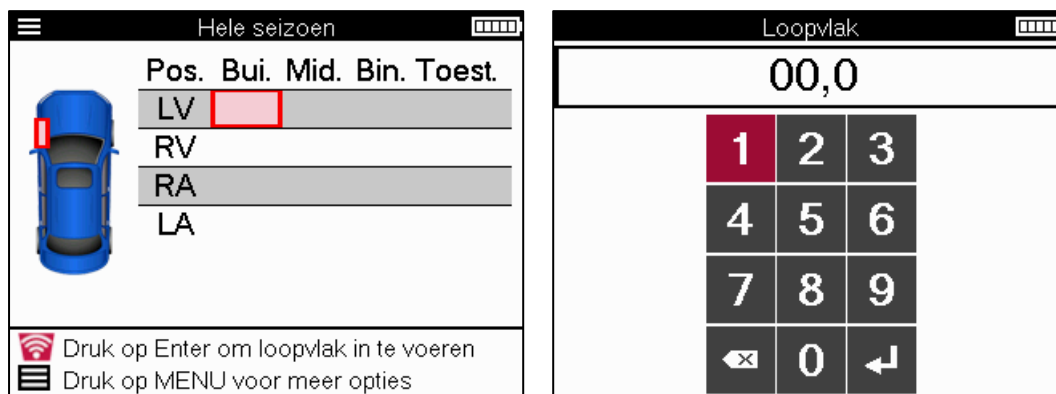 Hele seizoen
Pos. Bui. Mid. Bin. Toest.
LV
RV
RA
LA
Druk op Enter om loopvlak in te voeren
Druk op MENU voor meer opties
Loopvlak
00,0
1 2 3
4 5 6
7 8 9
0